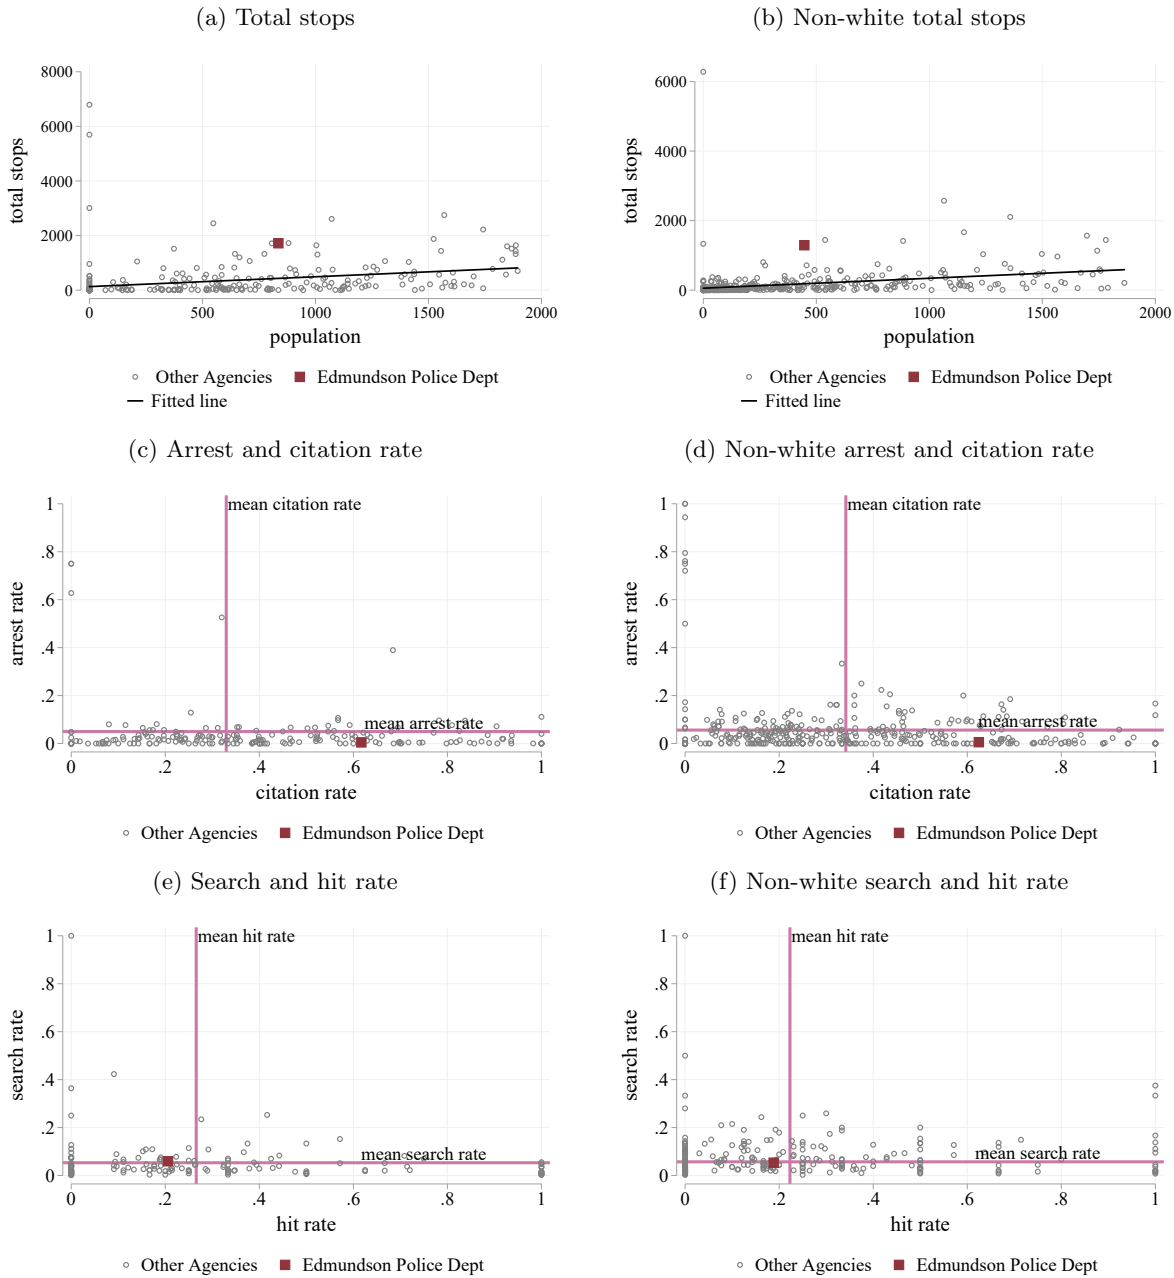 (a) Total stops
(b) Non-white total stops
8000
6000
4000
2000
0
total stops
0 500 1000 1500 2000
population
Other Agencies Edmundson Police Dept
Fitted line
6000
4000
2000
0
total stops
0 500 1000 1500 2000
population
Other Agencies Edmundson Police Dept
Fitted line
(c) Arrest and citation rate
(d) Non-white arrest and citation rate
1
.8
.6
.4
.2
0
arrest rate
mean citation rate
mean arrest rate
0 .2 .4 .6 .8 1
citation rate
Other Agencies Edmundson Police Dept
1
.8
.6
.4
.2
0
arrest rate
mean citation rate
mean arrest rate
0 .2 .4 .6 .8 1
citation rate
Other Agencies Edmundson Police Dept
(e) Search and hit rate
(f) Non-white search and hit rate
1
.8
.6
.4
.2
0
search rate
mean hit rate
mean search rate
0 .2 .4 .6 .8 1
hit rate
Other Agencies Edmundson Police Dept
1
.8
.6
.4
.2
0
search rate
mean hit rate
mean search rate
0 .2 .4 .6 .8 1
hit rate
Other Agencies Edmundson Police Dept